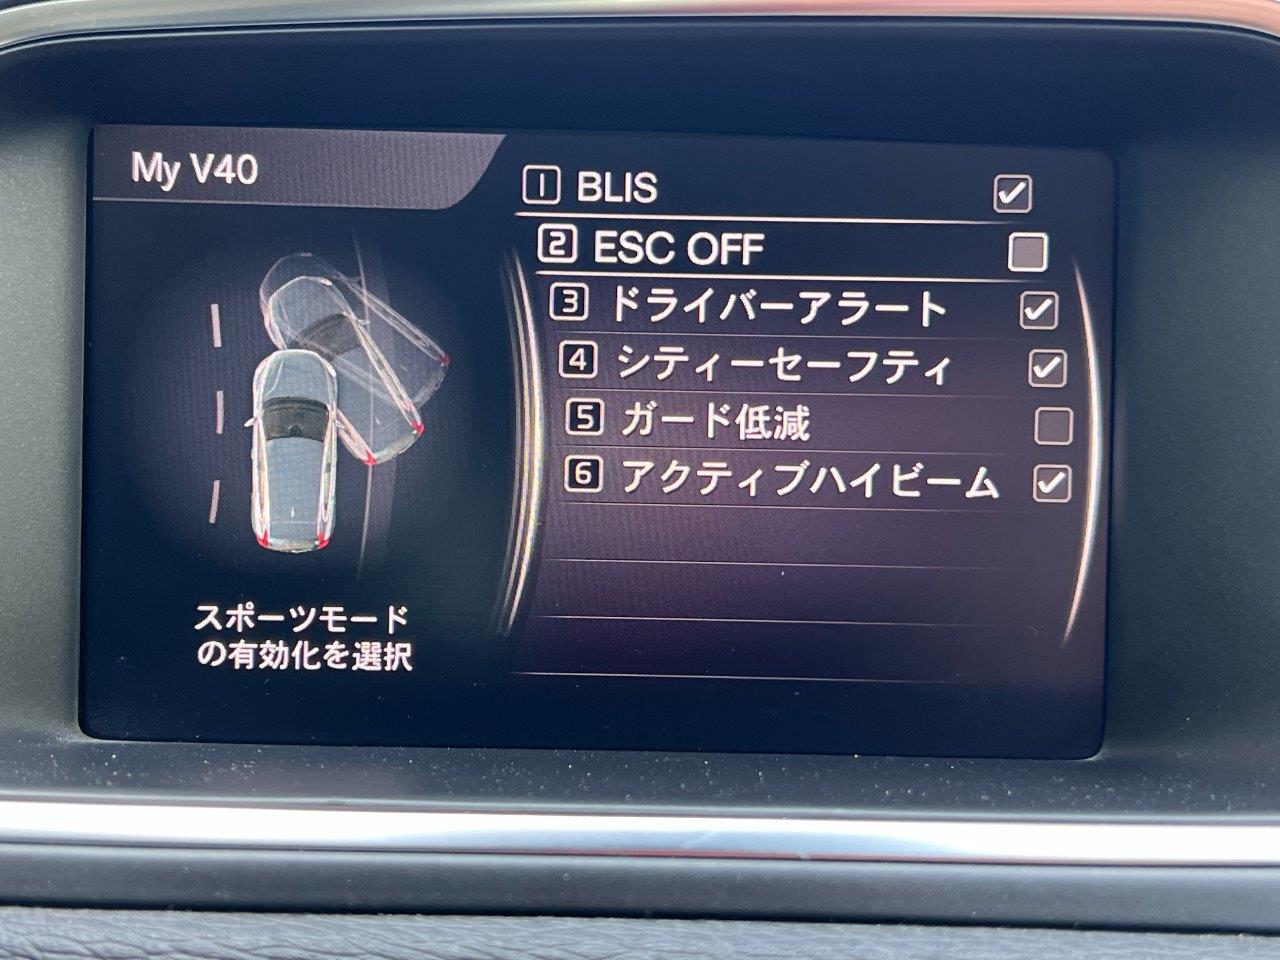 My V40
1 BLIS
2 ESC OFF
3 ドライバーアラート
4 シティーセーフティ
5 ガード低減
6 アクティブハイビーム
スポーツモード
の有効化を選択